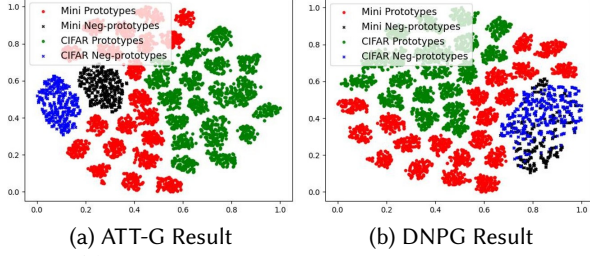 Mini Prototypes
Mini Neg-prototypes
CIFAR Prototypes
CIFAR Neg-prototypes
1.0
0.8
0.6
0.4
0.2
0.0
0.0 0.2 0.4 0.6 0.8 1.0
(a) ATT-G Result
Mini Prototypes
Mini Neg-prototypes
CIFAR Prototypes
CIFAR Neg-prototypes
1.0
0.8
0.6
0.4
0.2
0.0
0.0 0.2 0.4 0.6 0.8 1.0
(b) DNPG Result